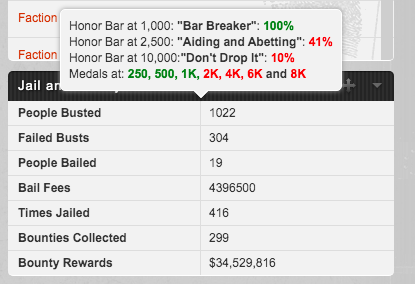 Faction
Faction
Honor Bar at 1,000: "Bar Breaker": 100%
Honor Bar at 2,500: "Aiding and Abetting": 41%
Honor Bar at 10,000:"Don't Drop It": 10%
Medals at: 250, 500, 1K, 2K, 4K, 6K and 8K
Jail an
People Busted 1022
Failed Busts 304
People Bailed 19
Bail Fees 4396500
Times Jailed 416
Bounties Collected 299
Bounty Rewards $34,529,816